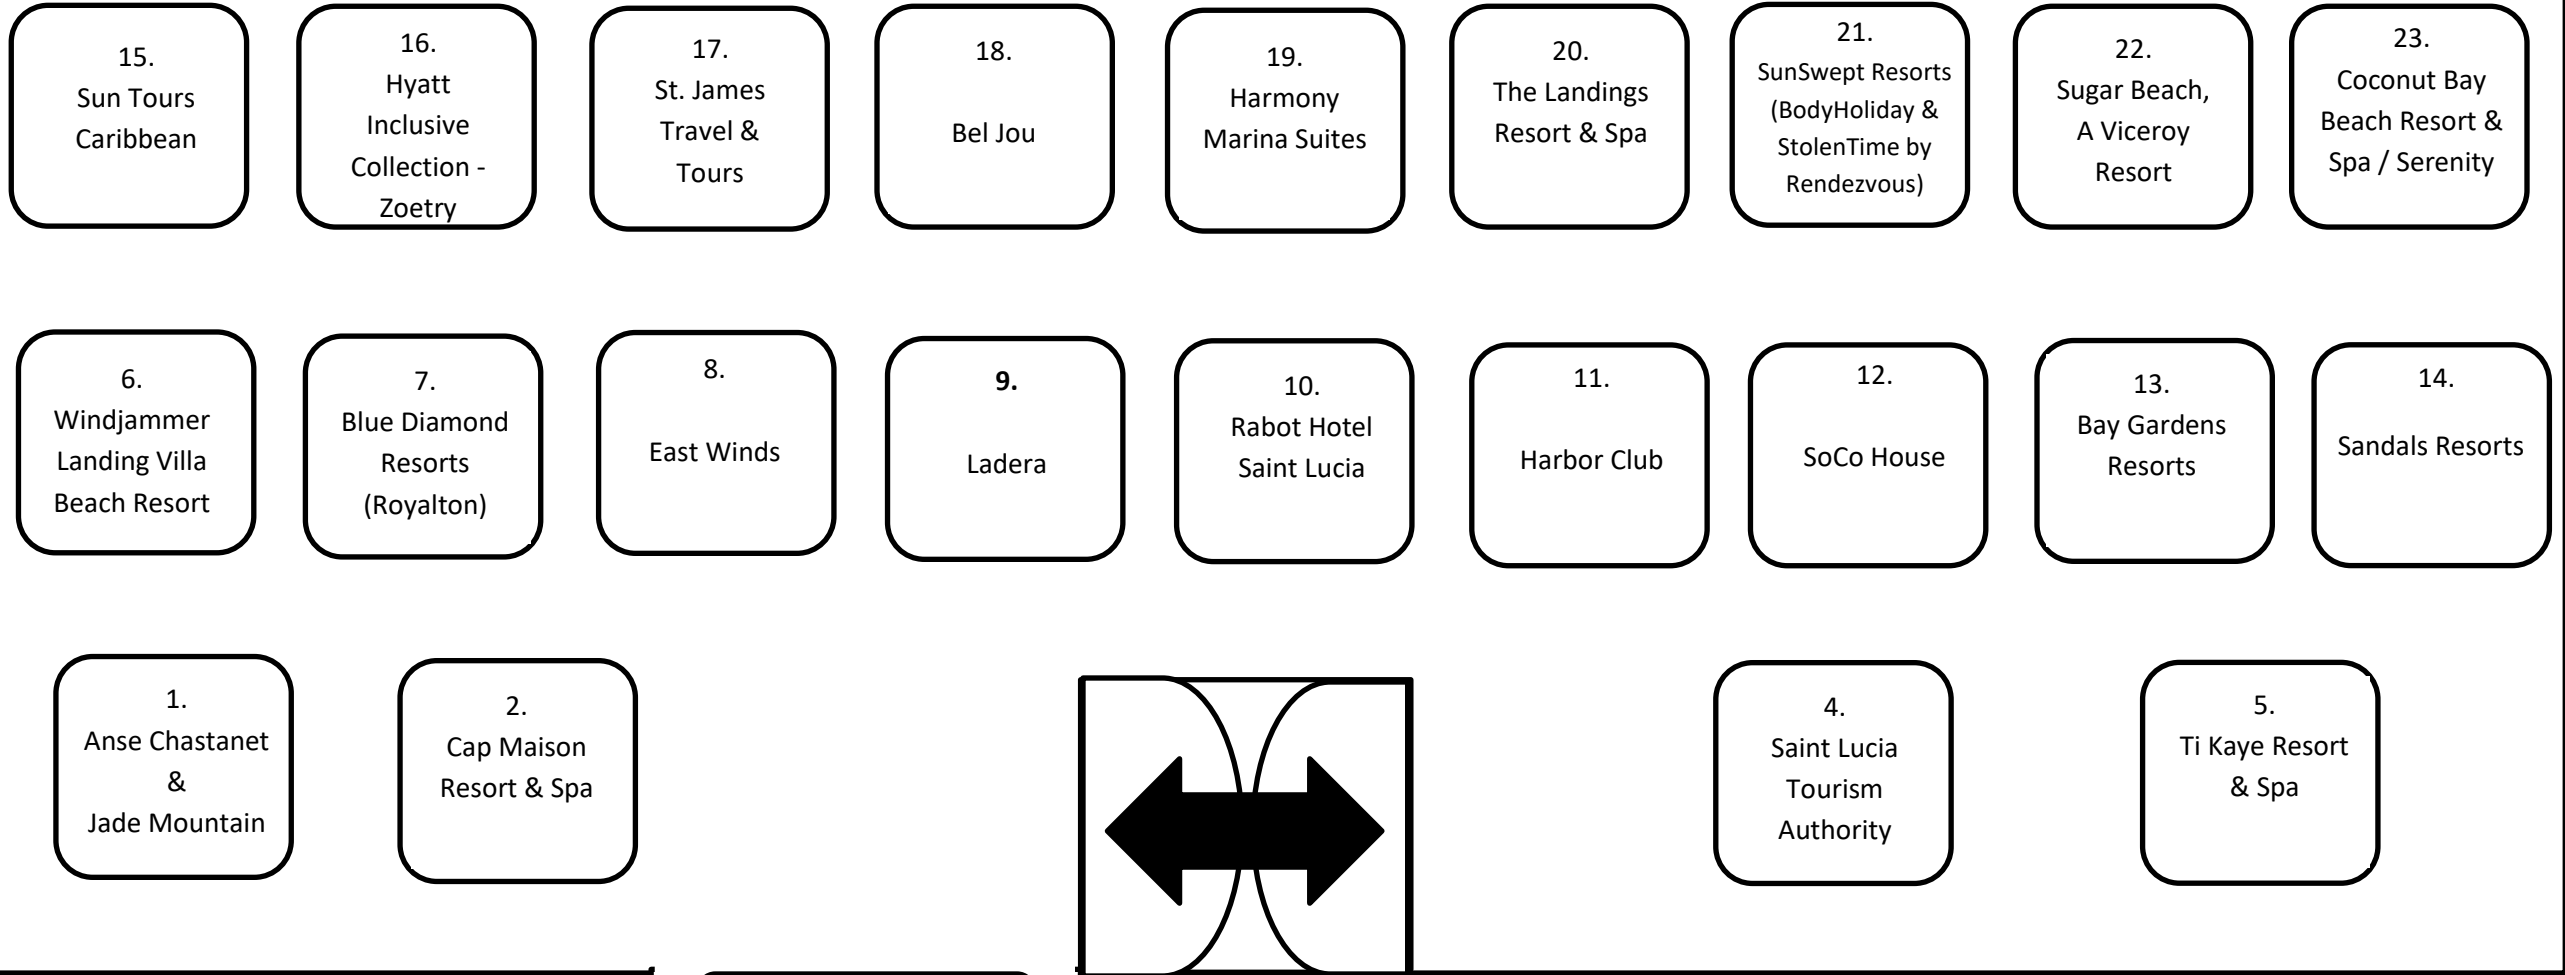 15.
Sun Tours
Caribbean
16.
Hyatt
Inclusive
Collection -
Zoetry
17.
St. James
Travel &
Tours
18.
Bel Jou
19.
Harmony
Marina Suites
20.
The Landings
Resort & Spa
21.
SunSwept Resorts
(BodyHoliday &
StolenTime by
Rendezvous)
22.
Sugar Beach,
A Viceroy
Resort
23.
Coconut Bay
Beach Resort &
Spa / Serenity
6.
Windjammer
Landing Villa
Beach Resort
7.
Blue Diamond
Resorts
(Royalton)
8.
East Winds
9.
Ladera
10.
Rabot Hotel
Saint Lucia
11.
Harbor Club
12.
SoCo House
13.
Bay Gardens
Resorts
14.
Sandals Resorts
1.
Anse Chastanet
&
Jade Mountain
2.
Cap Maison
Resort & Spa
4.
Saint Lucia
Tourism
Authority
5.
Ti Kaye Resort
& Spa